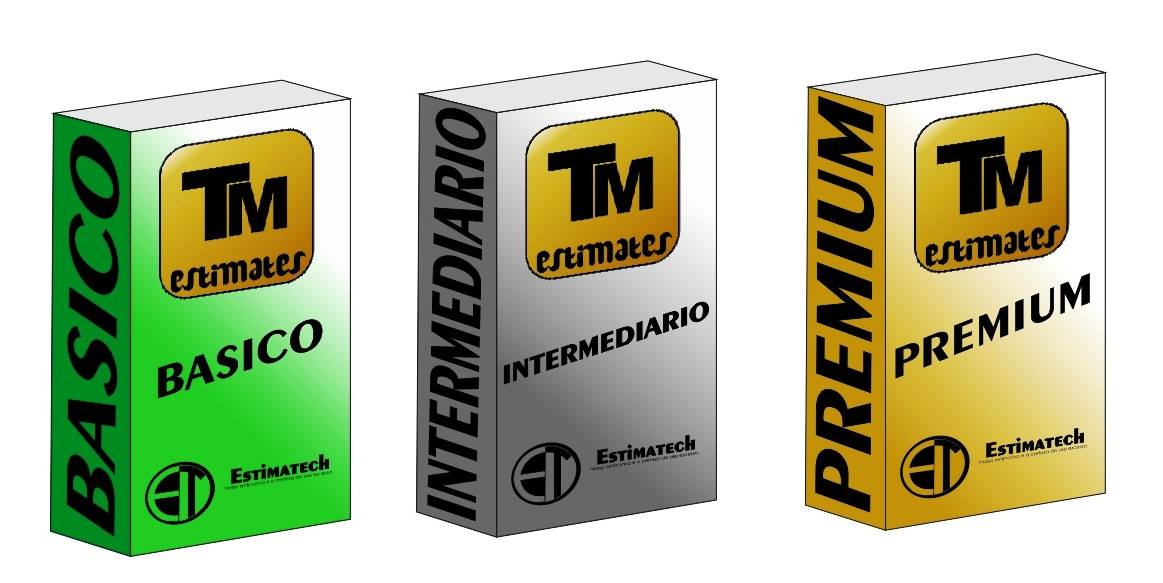 BASICO
TM
estimates
BASICO
ESTIMATECH
INTERMEDIARIO
TM
estimates
INTERMEDIARIO
ESTIMATECH
PREMIUM
TM
estimates
PREMIUM
ESTIMATECH